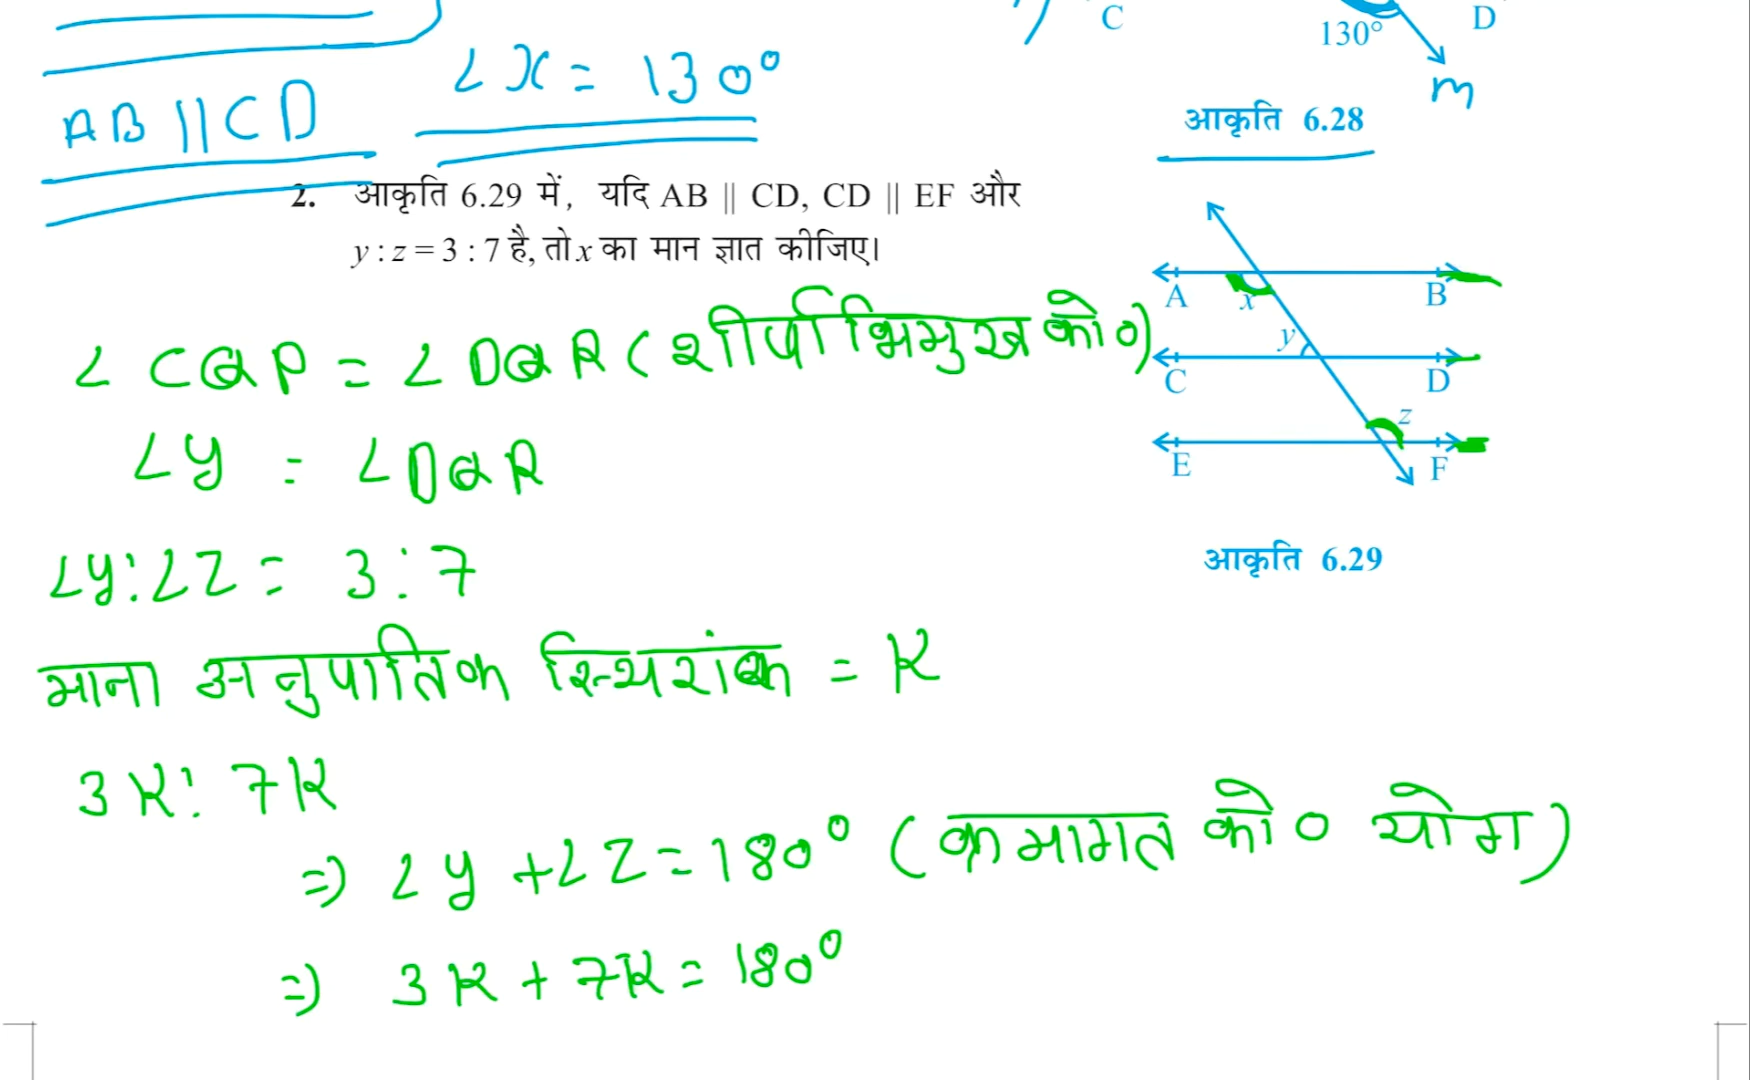 C
130°
D
m
∠x = 130°
AB || CD
आकृति 6.28
2. आकृति 6.29 में, यदि AB || CD, CD || EF और
y : z = 3 : 7 है, तो x का मान ज्ञात कीजिए।
A
x
B
y
C
D
z
E
F
आकृति 6.29
∠CQP = ∠DQR (शीर्षाभिमुख को०)
∠y = ∠DQR
∠y:∠z = 3:7
माना अनुपातिक स्थिरांक = K
3K: 7K
=) ∠y +∠z = 180° (क्रमागत को० योग)
=) 3K + 7K = 180°